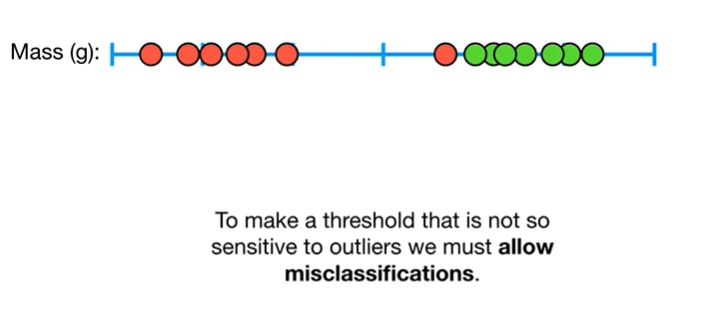 Mass (g):
To make a threshold that is not so
sensitive to outliers we must allow
misclassifications.